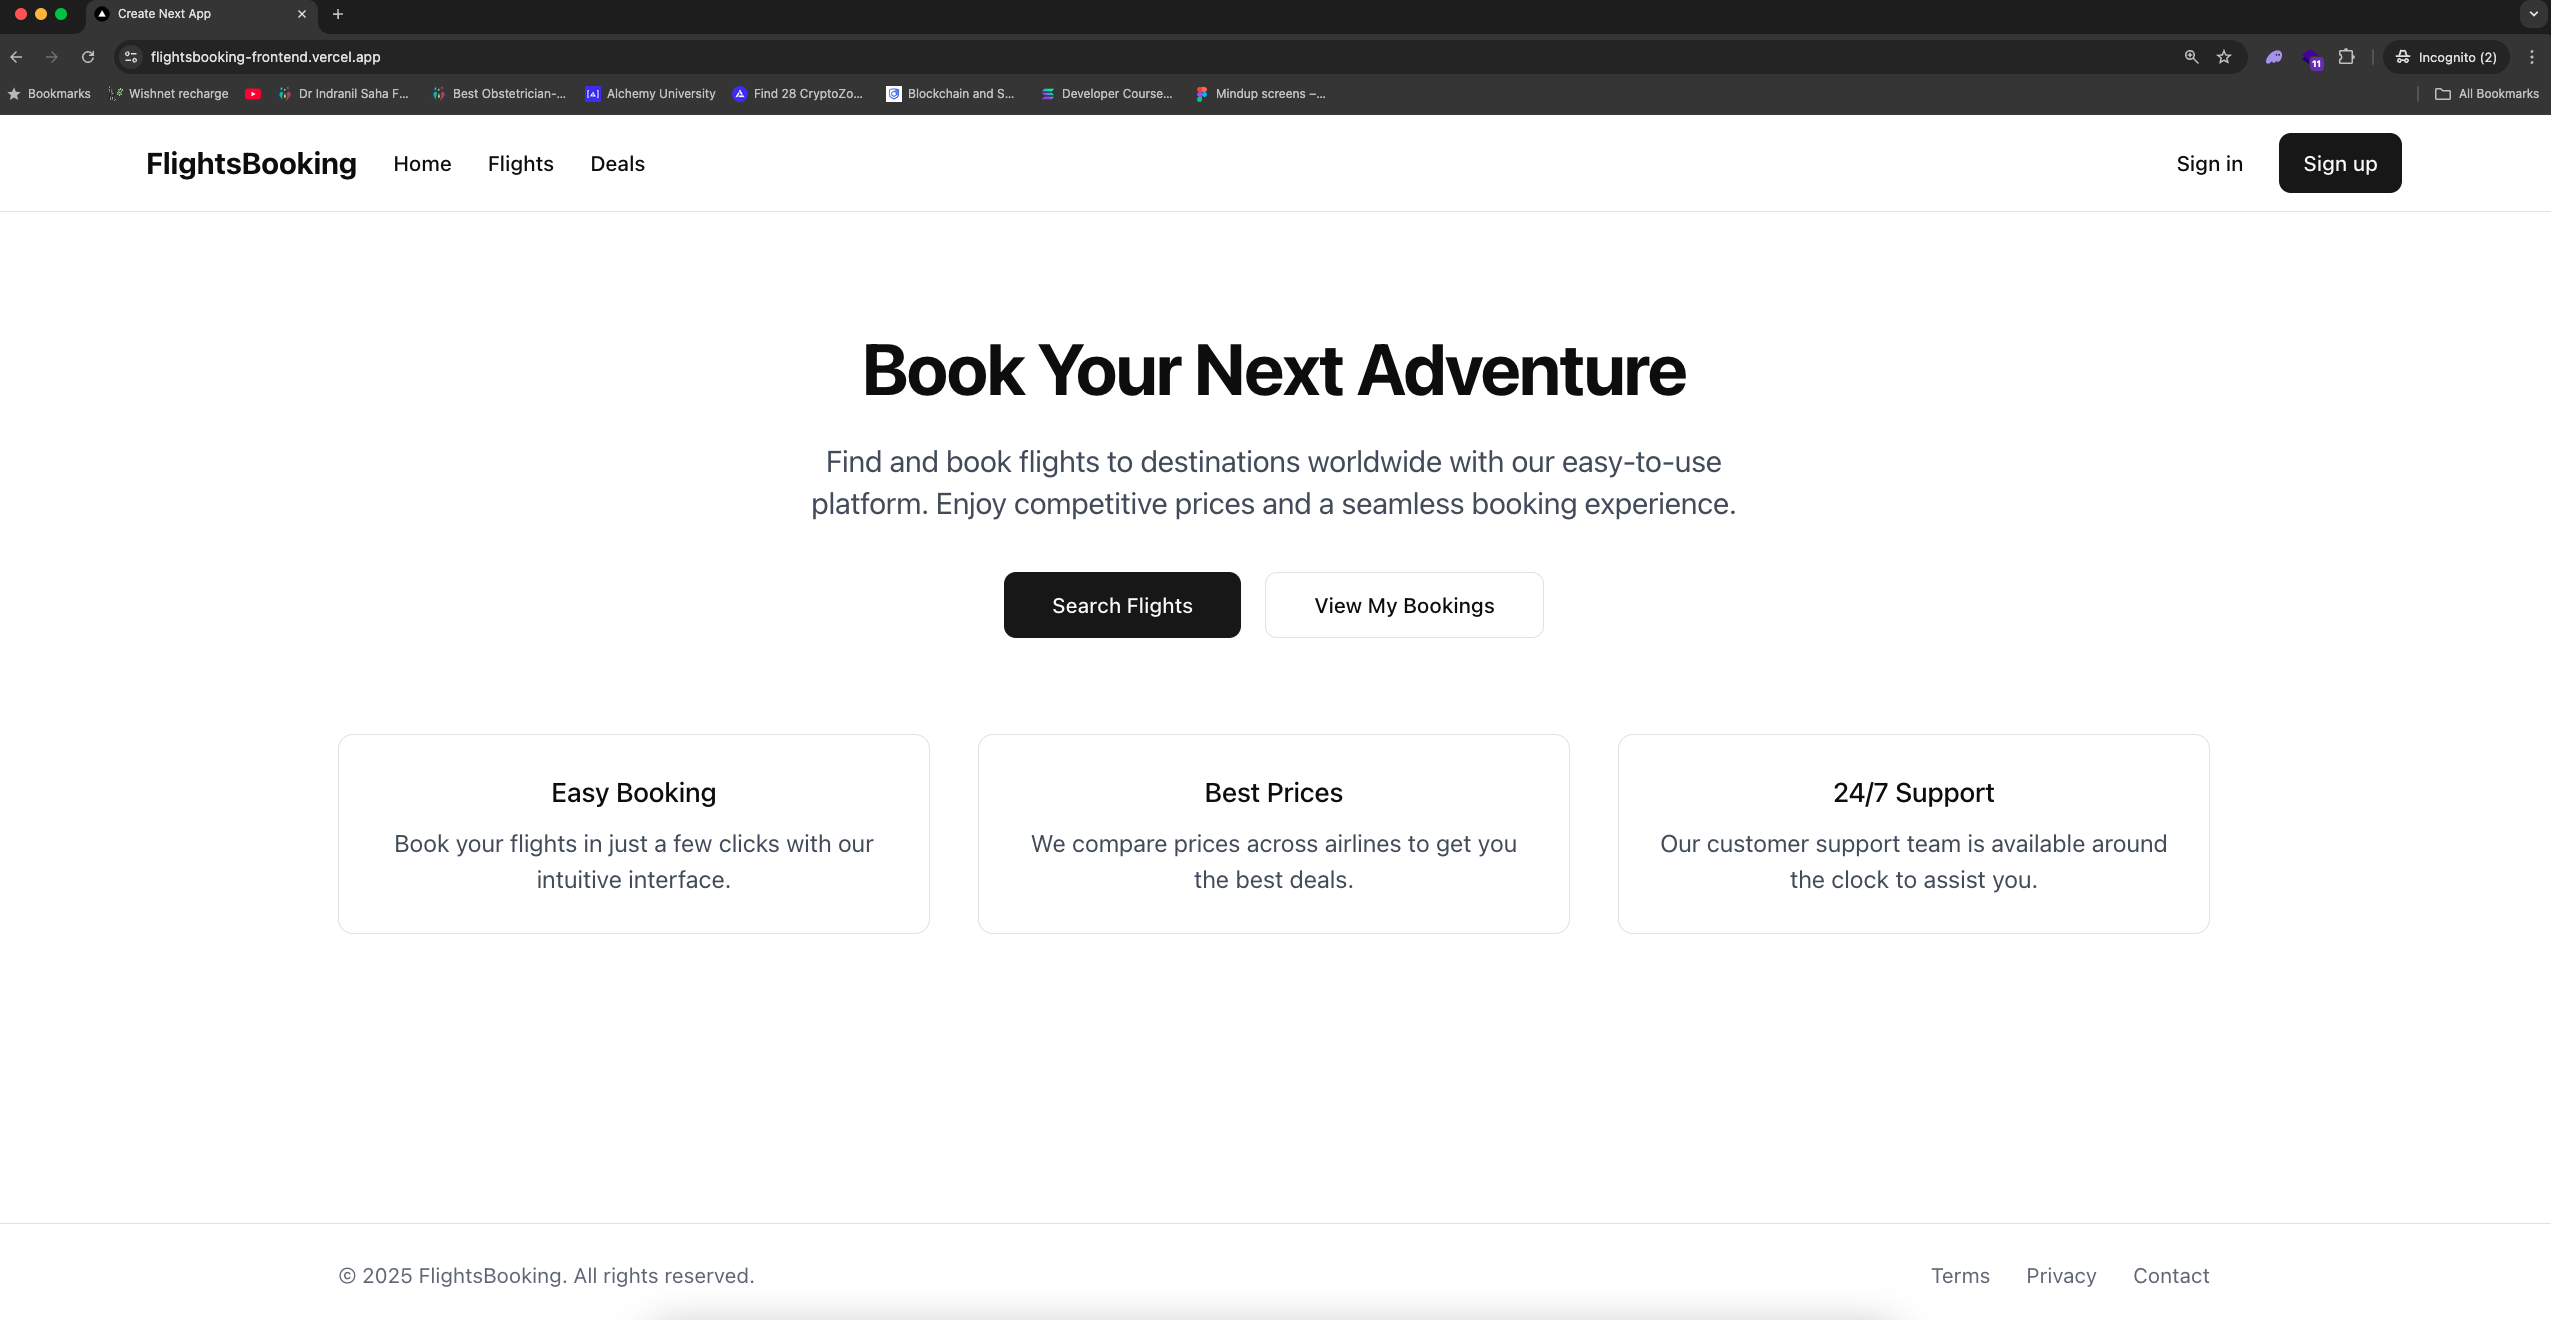 Create Next App
flightsbooking-frontend.vercel.app
Incognito (2)
11
Bookmarks
Wishnet recharge
Dr Indranil Saha F...
Best Obstetrician-...
Alchemy University
Find 28 CryptoZo...
Blockchain and S...
Developer Course...
Mindup screens –...
All Bookmarks
FlightsBooking
Home
Flights
Deals
Sign in
Sign up
Book Your Next Adventure
Find and book flights to destinations worldwide with our easy-to-use
platform. Enjoy competitive prices and a seamless booking experience.
Search Flights
View My Bookings
Easy Booking
Book your flights in just a few clicks with our
intuitive interface.
Best Prices
We compare prices across airlines to get you
the best deals.
24/7 Support
Our customer support team is available around
the clock to assist you.
© 2025 FlightsBooking. All rights reserved.
Terms
Privacy
Contact